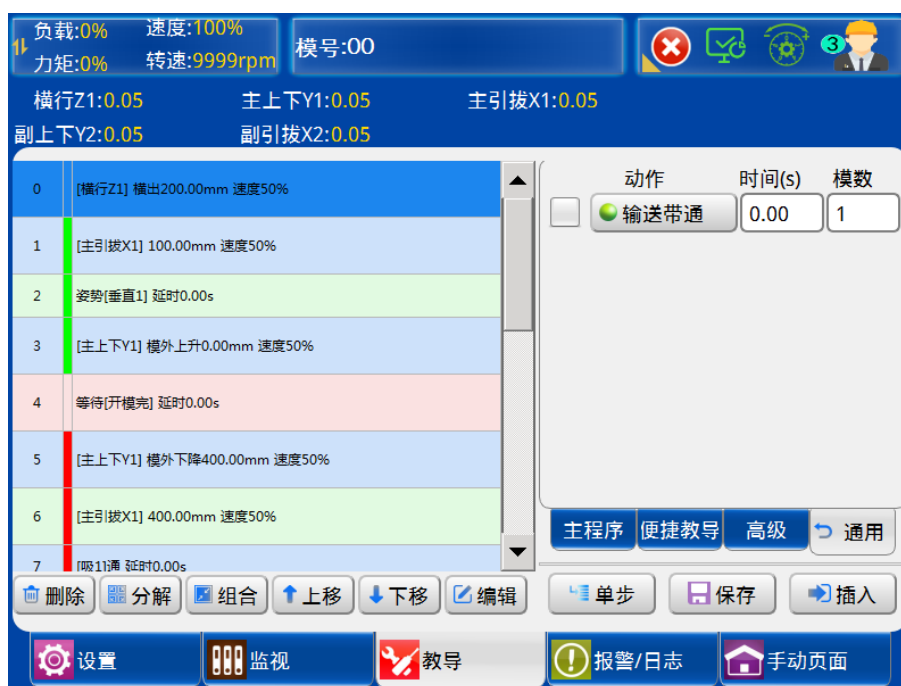 负载:0% 速度:100%
力矩:0% 转速:9999rpm
模号:00
3
横行Z1:0.05 主上下Y1:0.05 主引拔X1:0.05
副上下Y2:0.05 副引拔X2:0.05
0 [横行Z1] 横出200.00mm 速度50%
1 [主引拔X1] 100.00mm 速度50%
2 姿势[垂直1] 延时0.00s
3 [主上下Y1] 模外上升0.00mm 速度50%
4 等待[开模完] 延时0.00s
5 [主上下Y1] 模外下降400.00mm 速度50%
6 [主引拔X1] 400.00mm 速度50%
7 [吸1]通 延时0.00s
动作 时间(s) 模数
输送带通 0.00 1
主程序 便捷教导 高级 通用
删除 分解 组合 上移 下移 编辑 单步 保存 插入
设置 监视 教导 报警/日志 手动页面